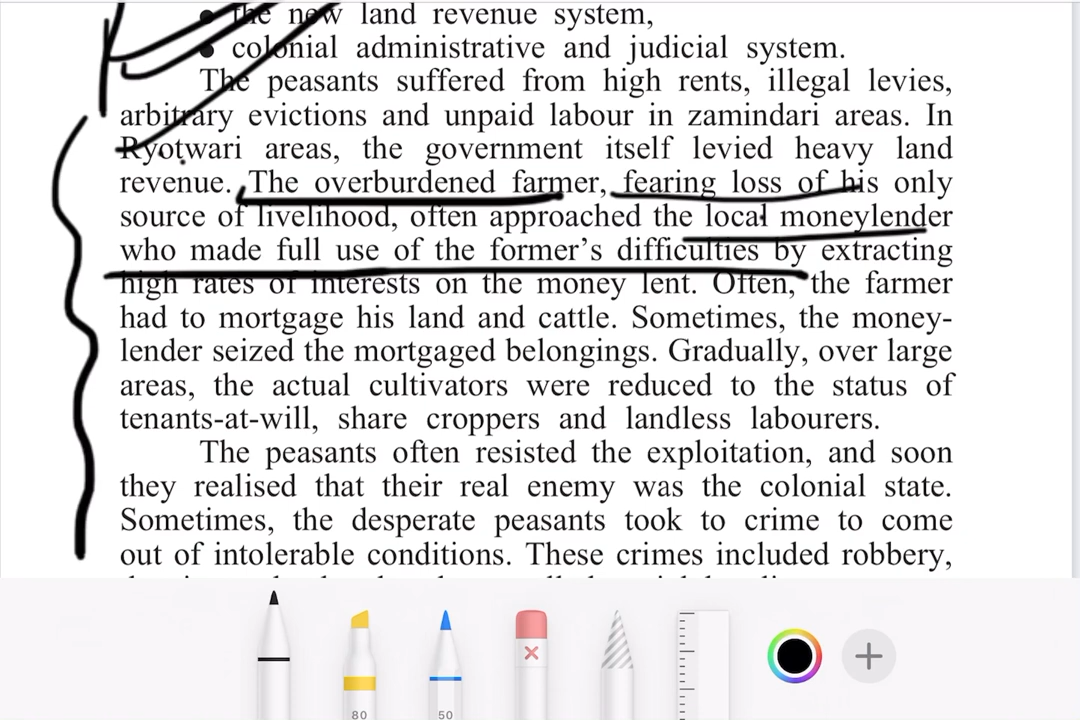 the new land revenue system,
colonial administrative and judicial system.
The peasants suffered from high rents, illegal levies,
arbitrary evictions and unpaid labour in zamindari areas. In
Ryotwari areas, the government itself levied heavy land
revenue. The overburdened farmer, fearing loss of his only
source of livelihood, often approached the local moneylender
who made full use of the former's difficulties by extracting
high rates of interests on the money lent. Often, the farmer
had to mortgage his land and cattle. Sometimes, the money-
lender seized the mortgaged belongings. Gradually, over large
areas, the actual cultivators were reduced to the status of
tenants-at-will, share croppers and landless labourers.
The peasants often resisted the exploitation, and soon
they realised that their real enemy was the colonial state.
Sometimes, the desperate peasants took to crime to come
out of intolerable conditions. These crimes included robbery,
80 50